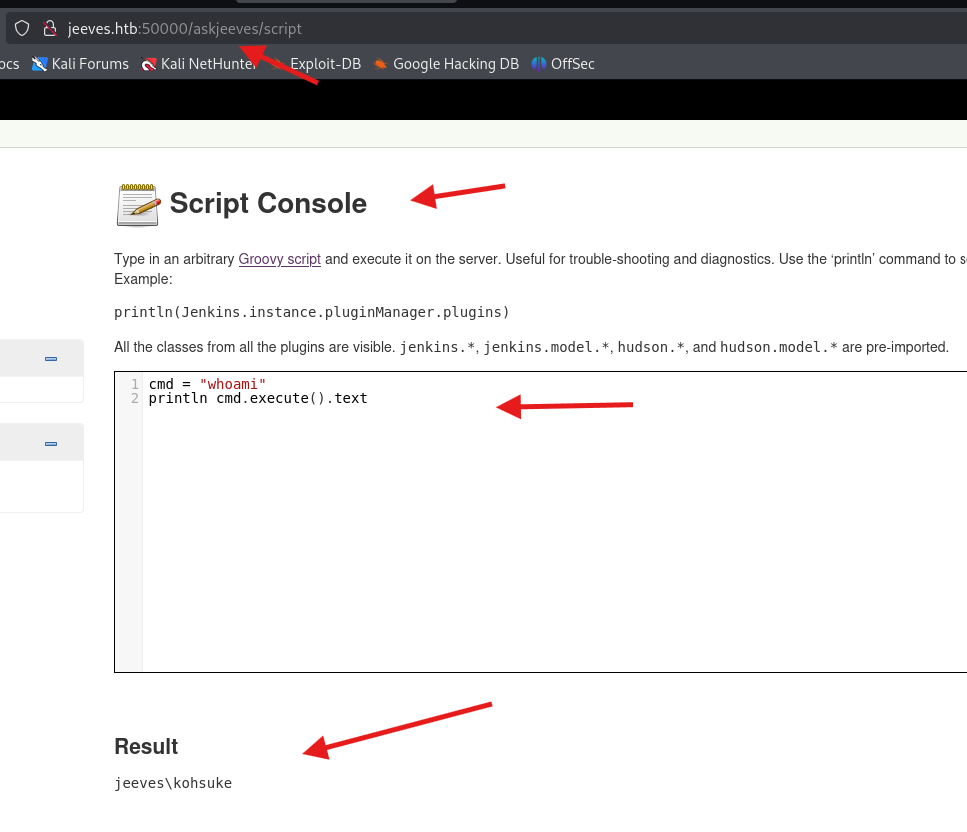 jeeves.htb:50000/askjeeves/script
ocs Kali Forums Kali NetHunter Exploit-DB Google Hacking DB OffSec
Script Console
Type in an arbitrary Groovy script and execute it on the server. Useful for trouble-shooting and diagnostics. Use the ‘println’ command to s
Example:
println(Jenkins.instance.pluginManager.plugins)
All the classes from all the plugins are visible. jenkins.*, jenkins.model.*, hudson.*, and hudson.model.* are pre-imported.
1 cmd = "whoami"
2 println cmd.execute().text
Result
jeeves\kohsuke